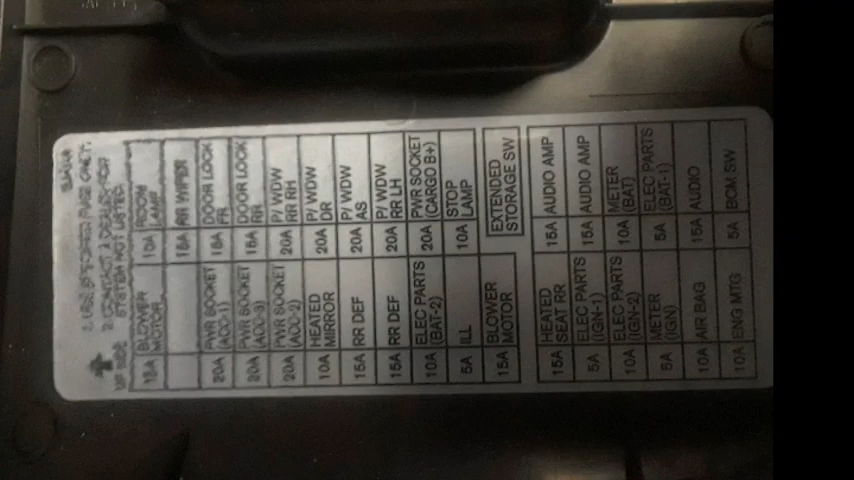 1. USE SPECIFIED FUSE ONLY.
2. CONTACT A DEALER FOR
SYSTEM NOT LISTED.
UP SIDE
15A BLOWER MOTOR
10A ROOM LAMP
15A RR WIPER
20A PWR SOCKET (ACC-1)
15A DOOR LOCK FR
20A PWR SOCKET (ACC-3)
15A DOOR LOCK RR
20A PWR SOCKET (ACC-2)
20A P/WDW RR RH
10A HEATED MIRROR
20A P/WDW DR
15A RR DEF
20A P/WDW AS
15A RR DEF
20A P/WDW RR LH
10A ELEC PARTS (BAT-2)
20A PWR SOCKET (CARGO B+)
5A ILL
10A STOP LAMP
15A BLOWER MOTOR
EXTENDED STORAGE SW
15A HEATED SEAT RR
15A AUDIO AMP
5A ELEC PARTS (IGN-1)
15A AUDIO AMP
10A ELEC PARTS (IGN-2)
10A METER (BAT)
5A METER (IGN)
5A ELEC PARTS (BAT-1)
10A AIR BAG
15A AUDIO
10A ENG MTG
5A BCM SW